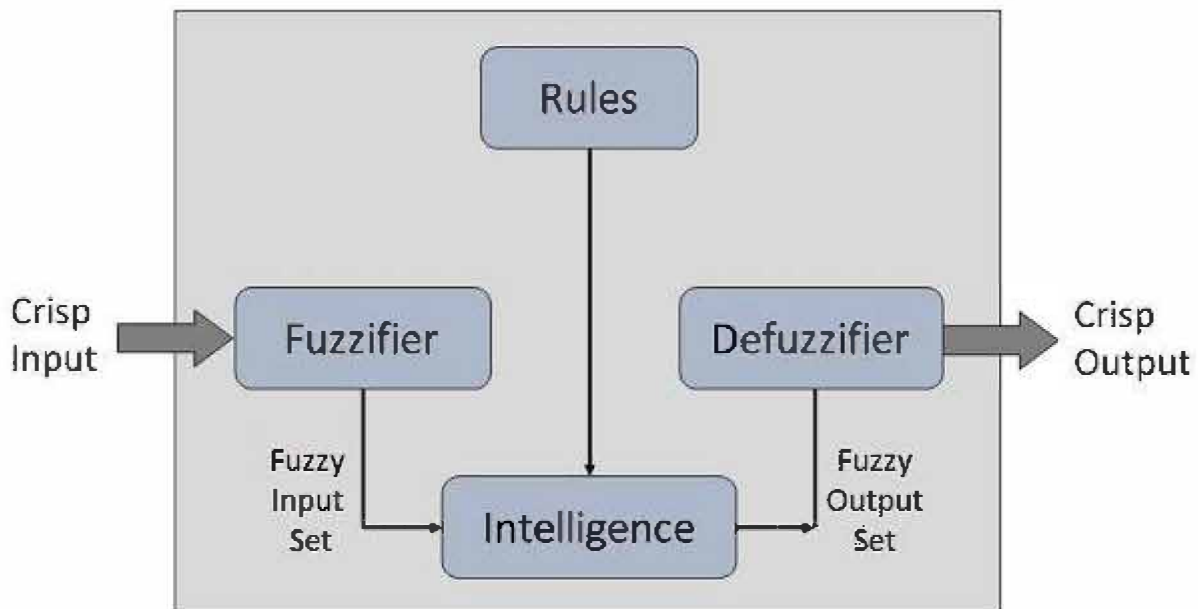 Rules
Crisp
Input
Fuzzifier
Defuzzifier
Crisp
Output
Fuzzy
Input
Set
Intelligence
Fuzzy
Output
Set